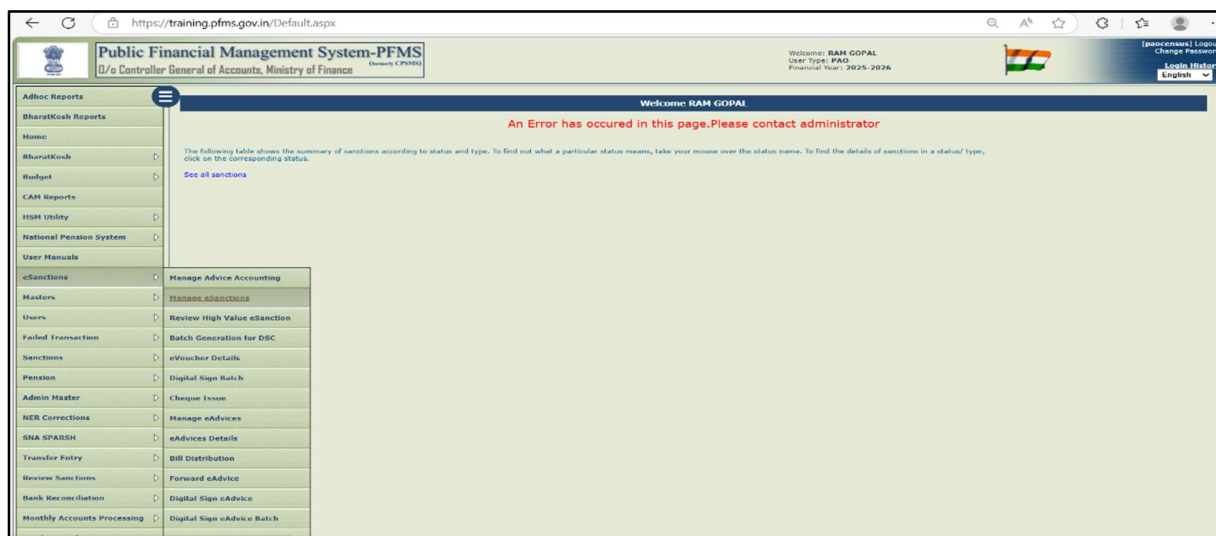 https://training.pfms.gov.in/Default.aspx
Public Financial Management System-PFMS
(formerly CPSMS)
O/o Controller General of Accounts, Ministry of Finance
Welcome: RAM GOPAL
User Type: PAO
Financial Year: 2025-2026
[paocensus] Logou
Change Passwor
Login Histor
English
Adhoc Reports
BharatKosh Reports
Home
BharatKosh
Budget
CAM Reports
HSM Utility
National Pension System
User Manuals
eSanctions
Masters
Users
Failed Transaction
Sanctions
Pension
Admin Master
NER Corrections
SNA SPARSH
Transfer Entry
Review Sanctions
Bank Reconciliation
Monthly Accounts Processing
Welcome RAM GOPAL
An Error has occured in this page.Please contact administrator
The following table shows the summary of sanctions according to status and type. To find out what a particular status means, take your mouse over the status name. To find the details of sanctions in a status/ type,
click on the corresponding status.
See all sanctions
Manage Advice Accounting
Manage eSanctions
Review High Value eSanction
Batch Generation for DSC
eVoucher Details
Digital Sign Batch
Cheque Issue
Manage eAdvices
eAdvices Details
Bill Distribution
Forward eAdvice
Digital Sign eAdvice
Digital Sign eAdvice Batch